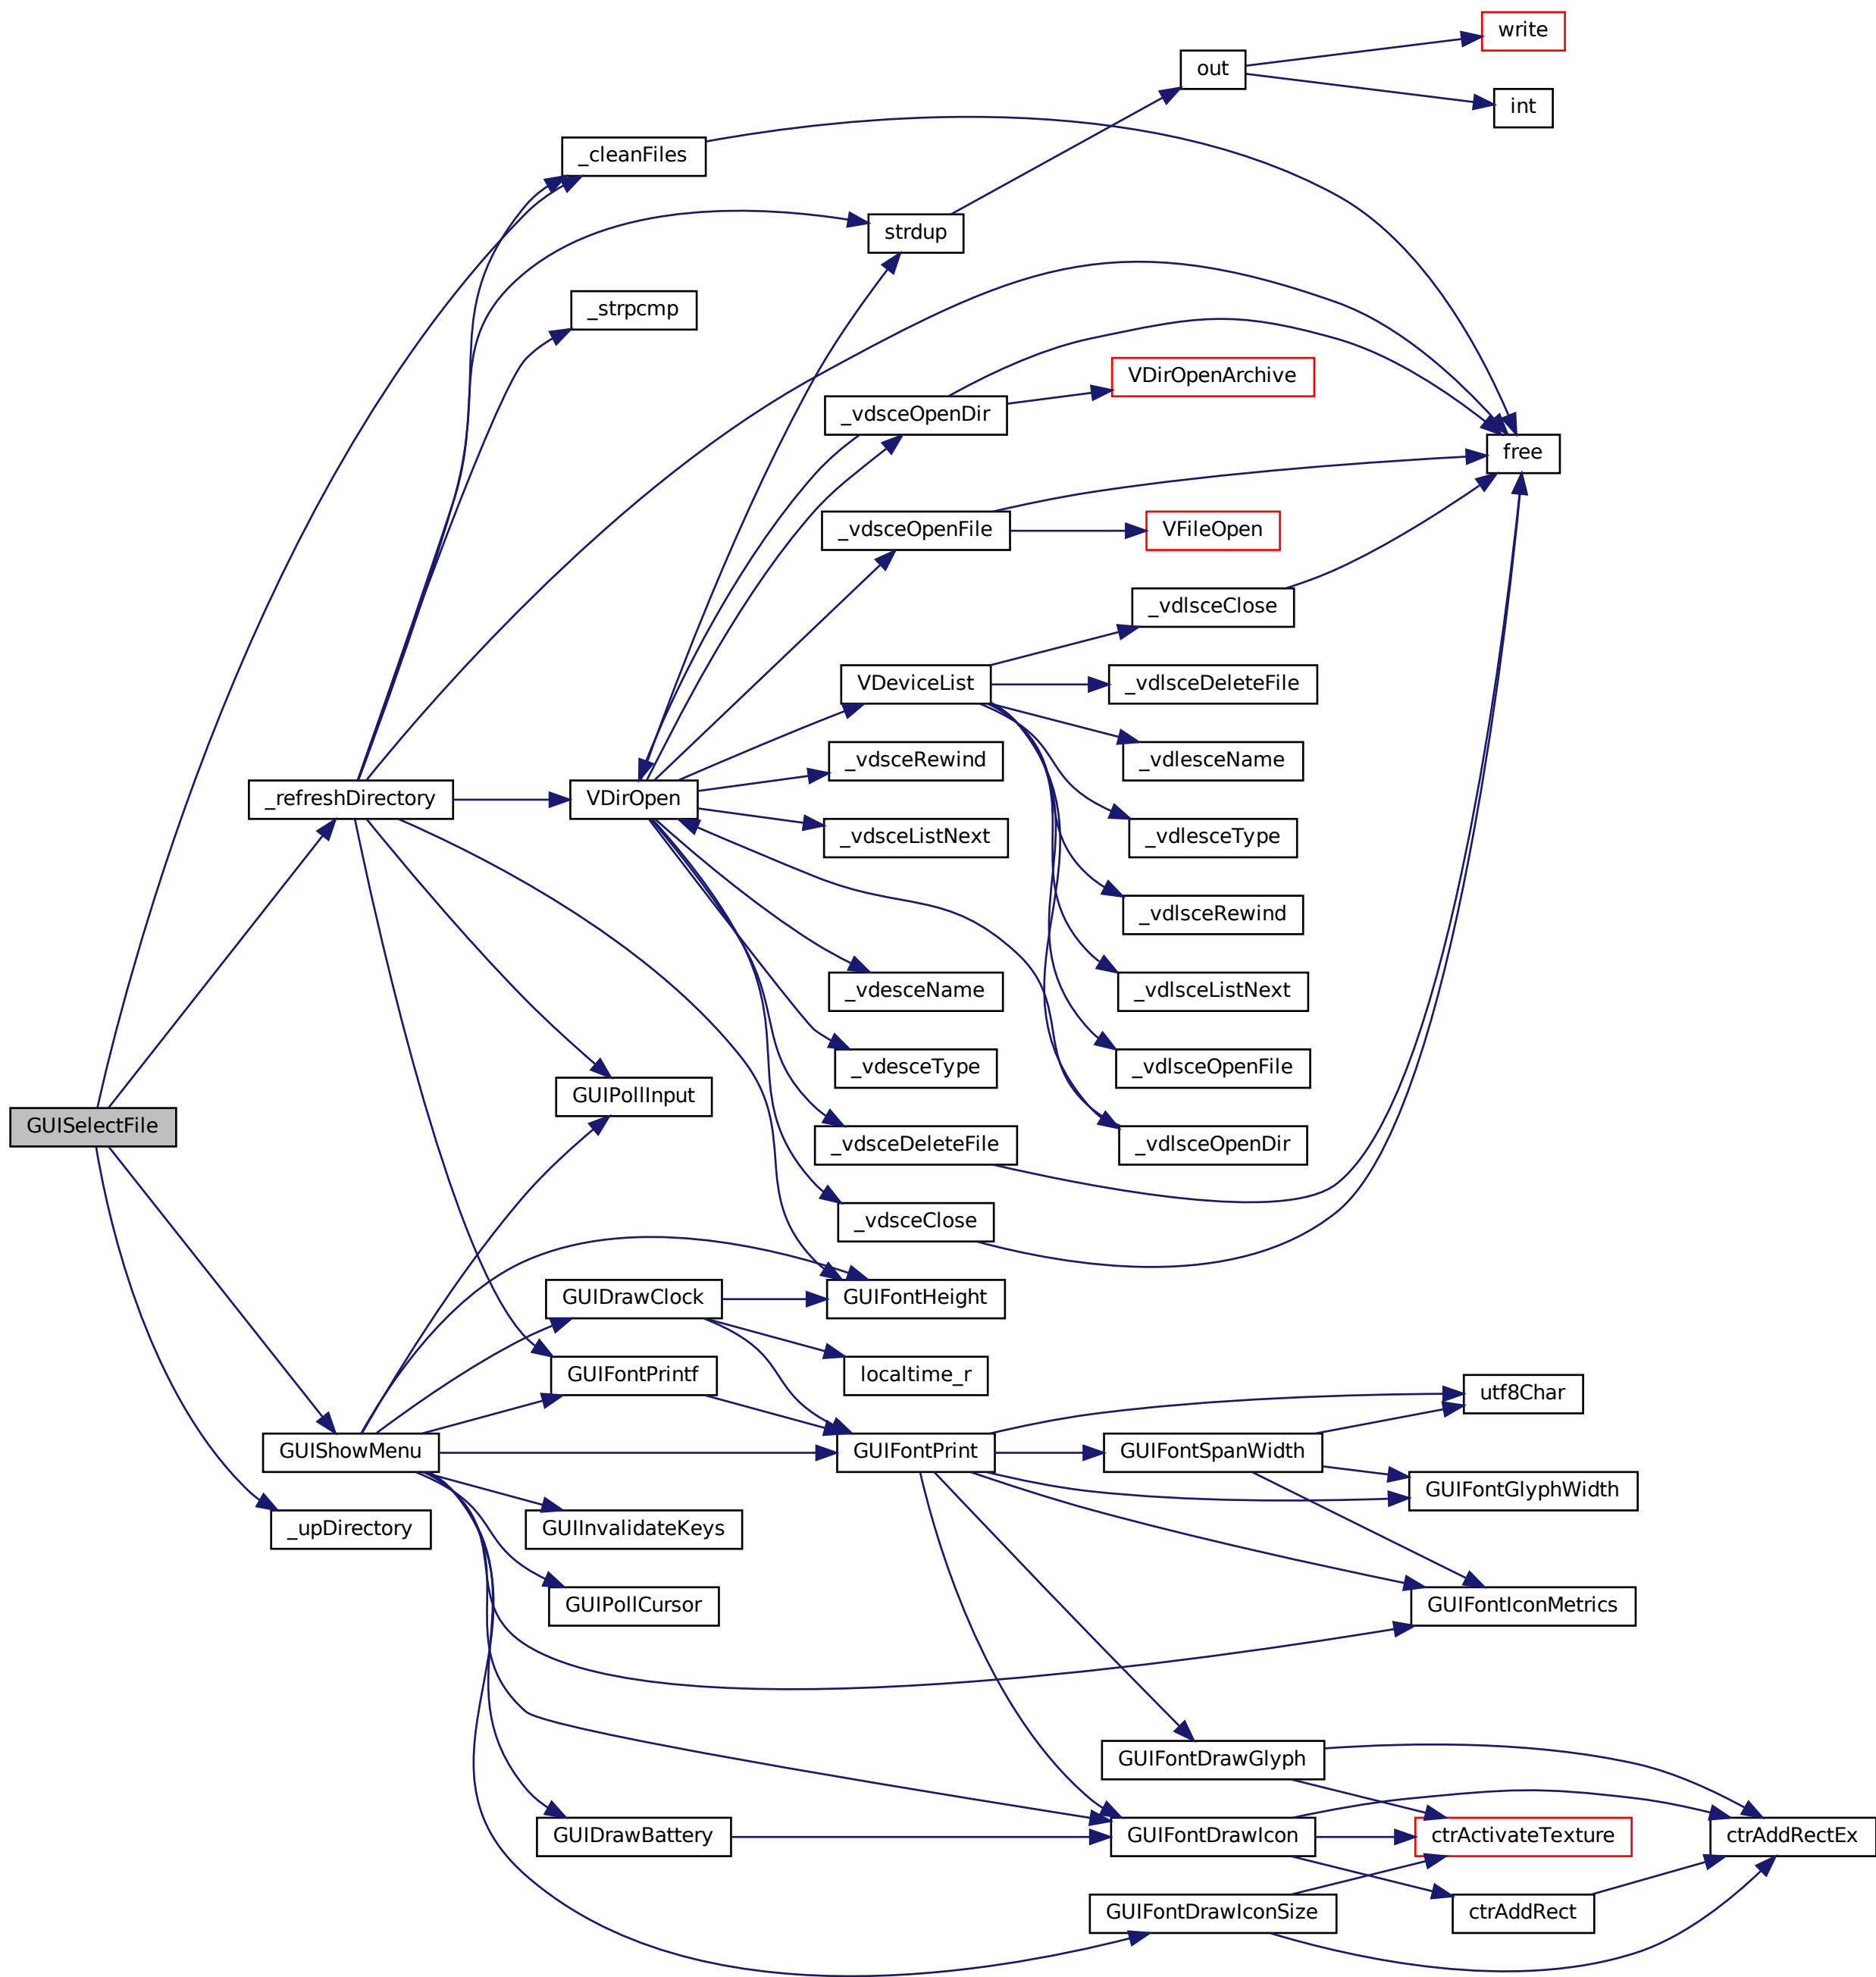 write
out
int
_cleanFiles
strdup
_strpcmp
VDirOpenArchive
_vdsceOpenDir
free
_vdsceOpenFile
VFileOpen
_vdlsceClose
VDeviceList
_vdlsceDeleteFile
_vdsceRewind
_vdlesceName
_refreshDirectory
VDirOpen
_vdsceListNext
_vdlesceType
_vdlsceRewind
_vdesceName
_vdlsceListNext
_vdesceType
_vdlsceOpenFile
GUIPollInput
GUISelectFile
_vdsceDeleteFile
_vdlsceOpenDir
_vdsceClose
GUIDrawClock
GUIFontHeight
GUIFontPrintf
localtime_r
utf8Char
GUIShowMenu
GUIFontPrint
GUIFontSpanWidth
GUIFontGlyphWidth
_upDirectory
GUIInvalidateKeys
GUIPollCursor
GUIFontIconMetrics
GUIFontDrawGlyph
GUIDrawBattery
GUIFontDrawIcon
ctrActivateTexture
ctrAddRectEx
GUIFontDrawIconSize
ctrAddRect